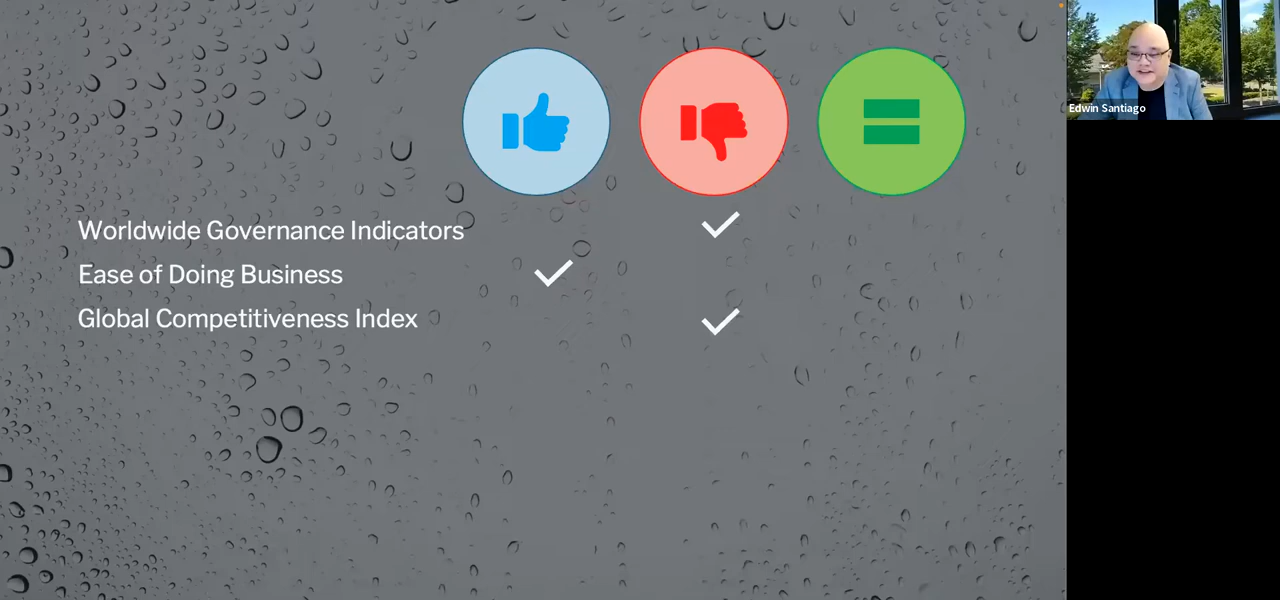 Edwin Santiago
Worldwide Governance Indicators
Ease of Doing Business
Global Competitiveness Index